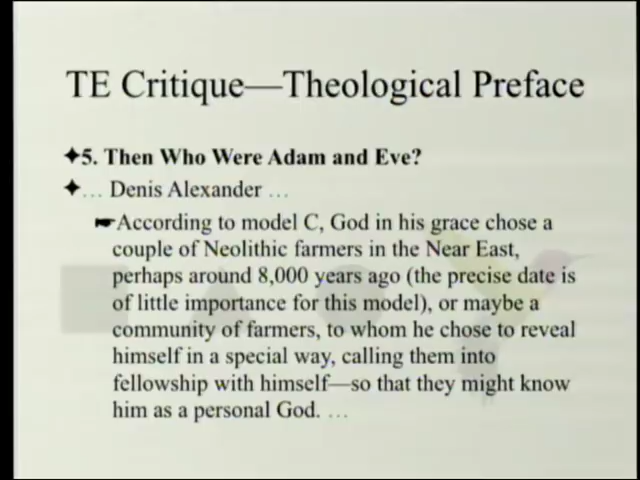 TE Critique—Theological Preface
✦5. Then Who Were Adam and Eve?
✦… Denis Alexander …
☛According to model C, God in his grace chose a
couple of Neolithic farmers in the Near East,
perhaps around 8,000 years ago (the precise date is
of little importance for this model), or maybe a
community of farmers, to whom he chose to reveal
himself in a special way, calling them into
fellowship with himself—so that they might know
him as a personal God. …